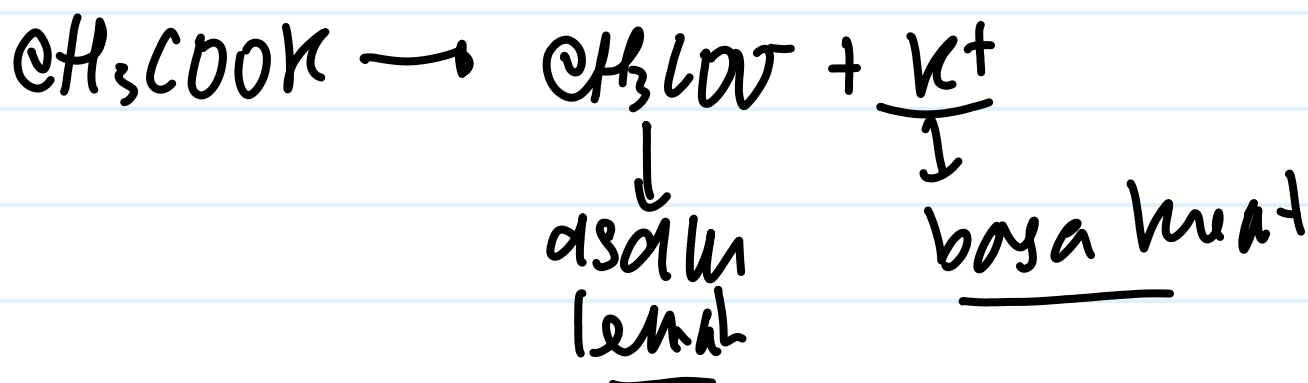 CH₃COOK → CH₃COO⁻ + K⁺
asam basa kuat
lemah